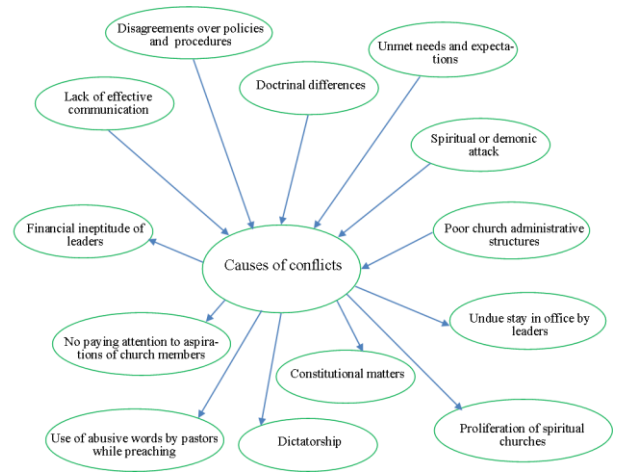 Disagreements over policies
and procedures
Unmet needs and expecta-
tions
Doctrinal differences
Lack of effective
communication
Spiritual or demonic
attack
Financial ineptitude of
leaders
Poor church administrative
structures
Causes of conflicts
Undue stay in office by
leaders
No paying attention to aspira-
tions of church members
Constitutional matters
Use of abusive words by pastors
while preaching
Dictatorship
Proliferation of spiritual
churches